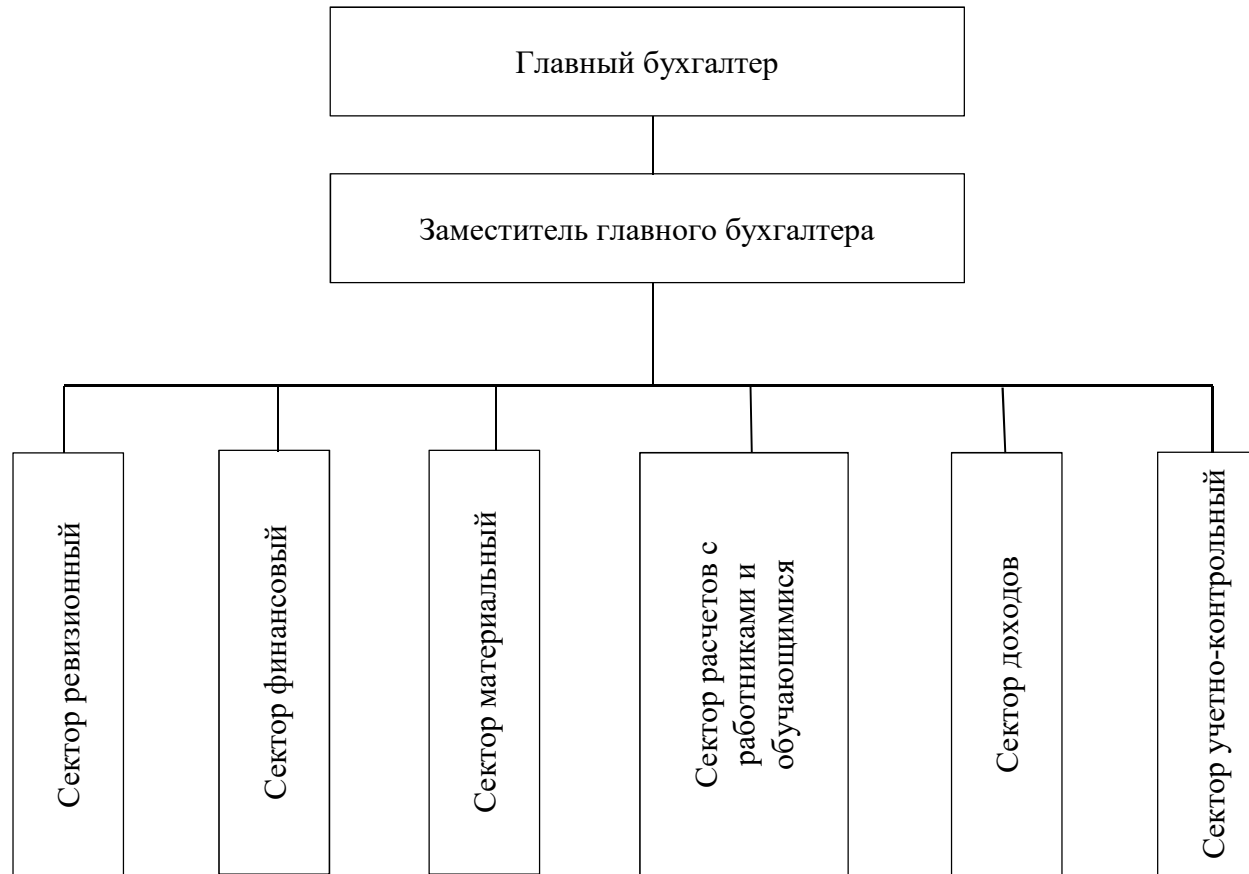 Главный бухгалтер
Заместитель главного бухгалтера
Сектор ревизионный
Сектор финансовый
Сектор материальный
Сектор расчетов с
работниками и
обучающимися
Сектор доходов
Сектор учетно-контрольный